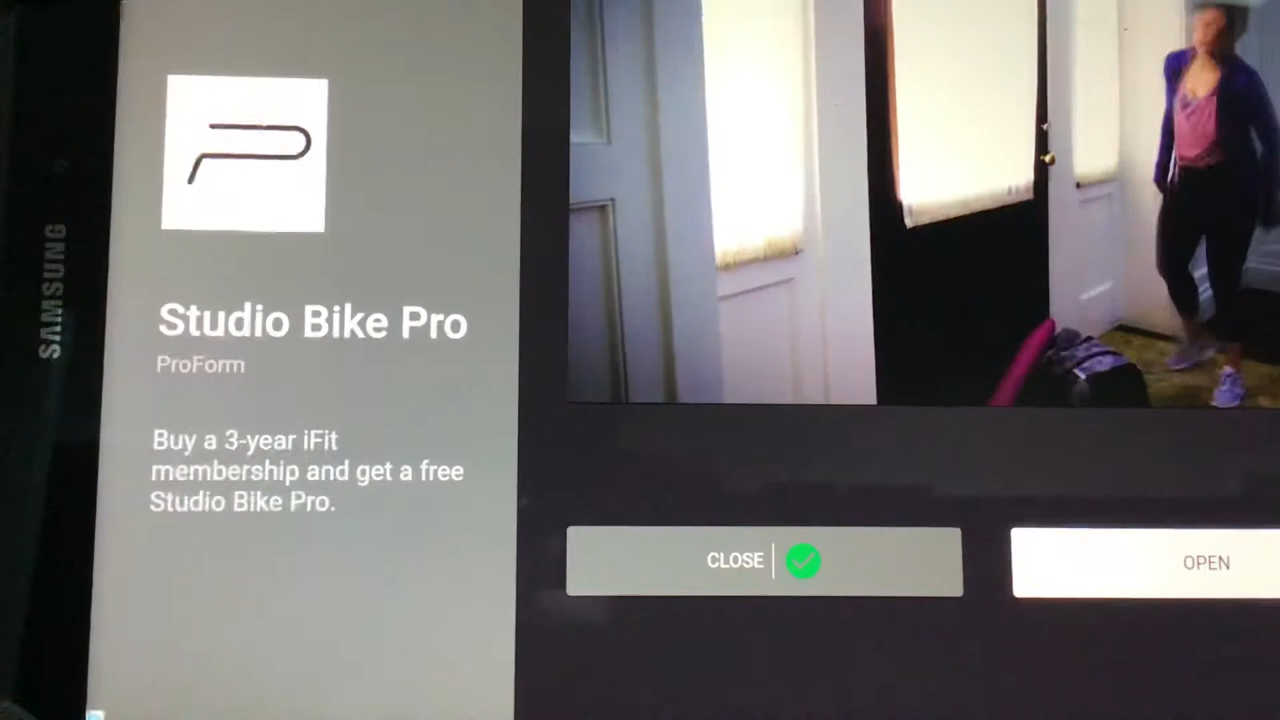 SAMSUNG
Studio Bike Pro
ProForm
Buy a 3-year iFit
membership and get a free
Studio Bike Pro.
CLOSE
OPEN